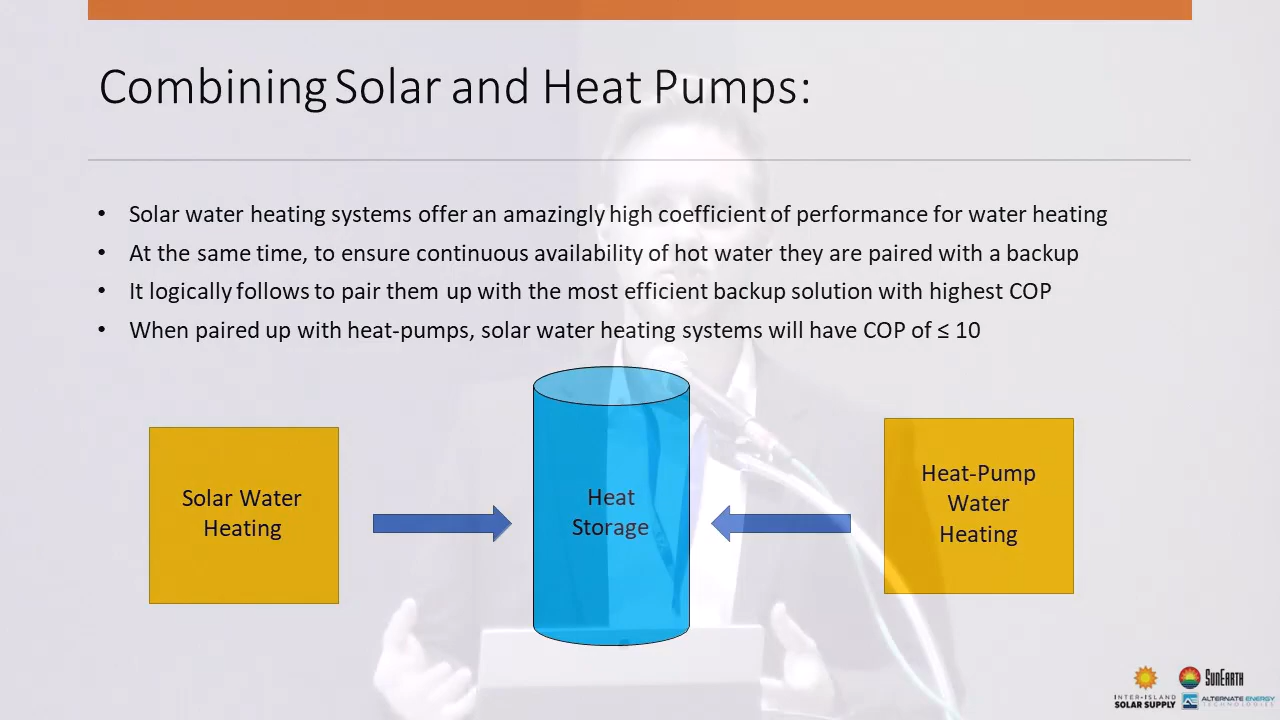 Combining Solar and Heat Pumps:
• Solar water heating systems offer an amazingly high coefficient of performance for water heating
• At the same time, to ensure continuous availability of hot water they are paired with a backup
• It logically follows to pair them up with the most efficient backup solution with highest COP
• When paired up with heat-pumps, solar water heating systems will have COP of ≤ 10
Solar Water
Heating
Heat
Storage
Heat-Pump
Water
Heating
INTER-ISLAND
SOLAR SUPPLY
SUNEARTH
ALTERNATE ENERGY
TECHNOLOGIES